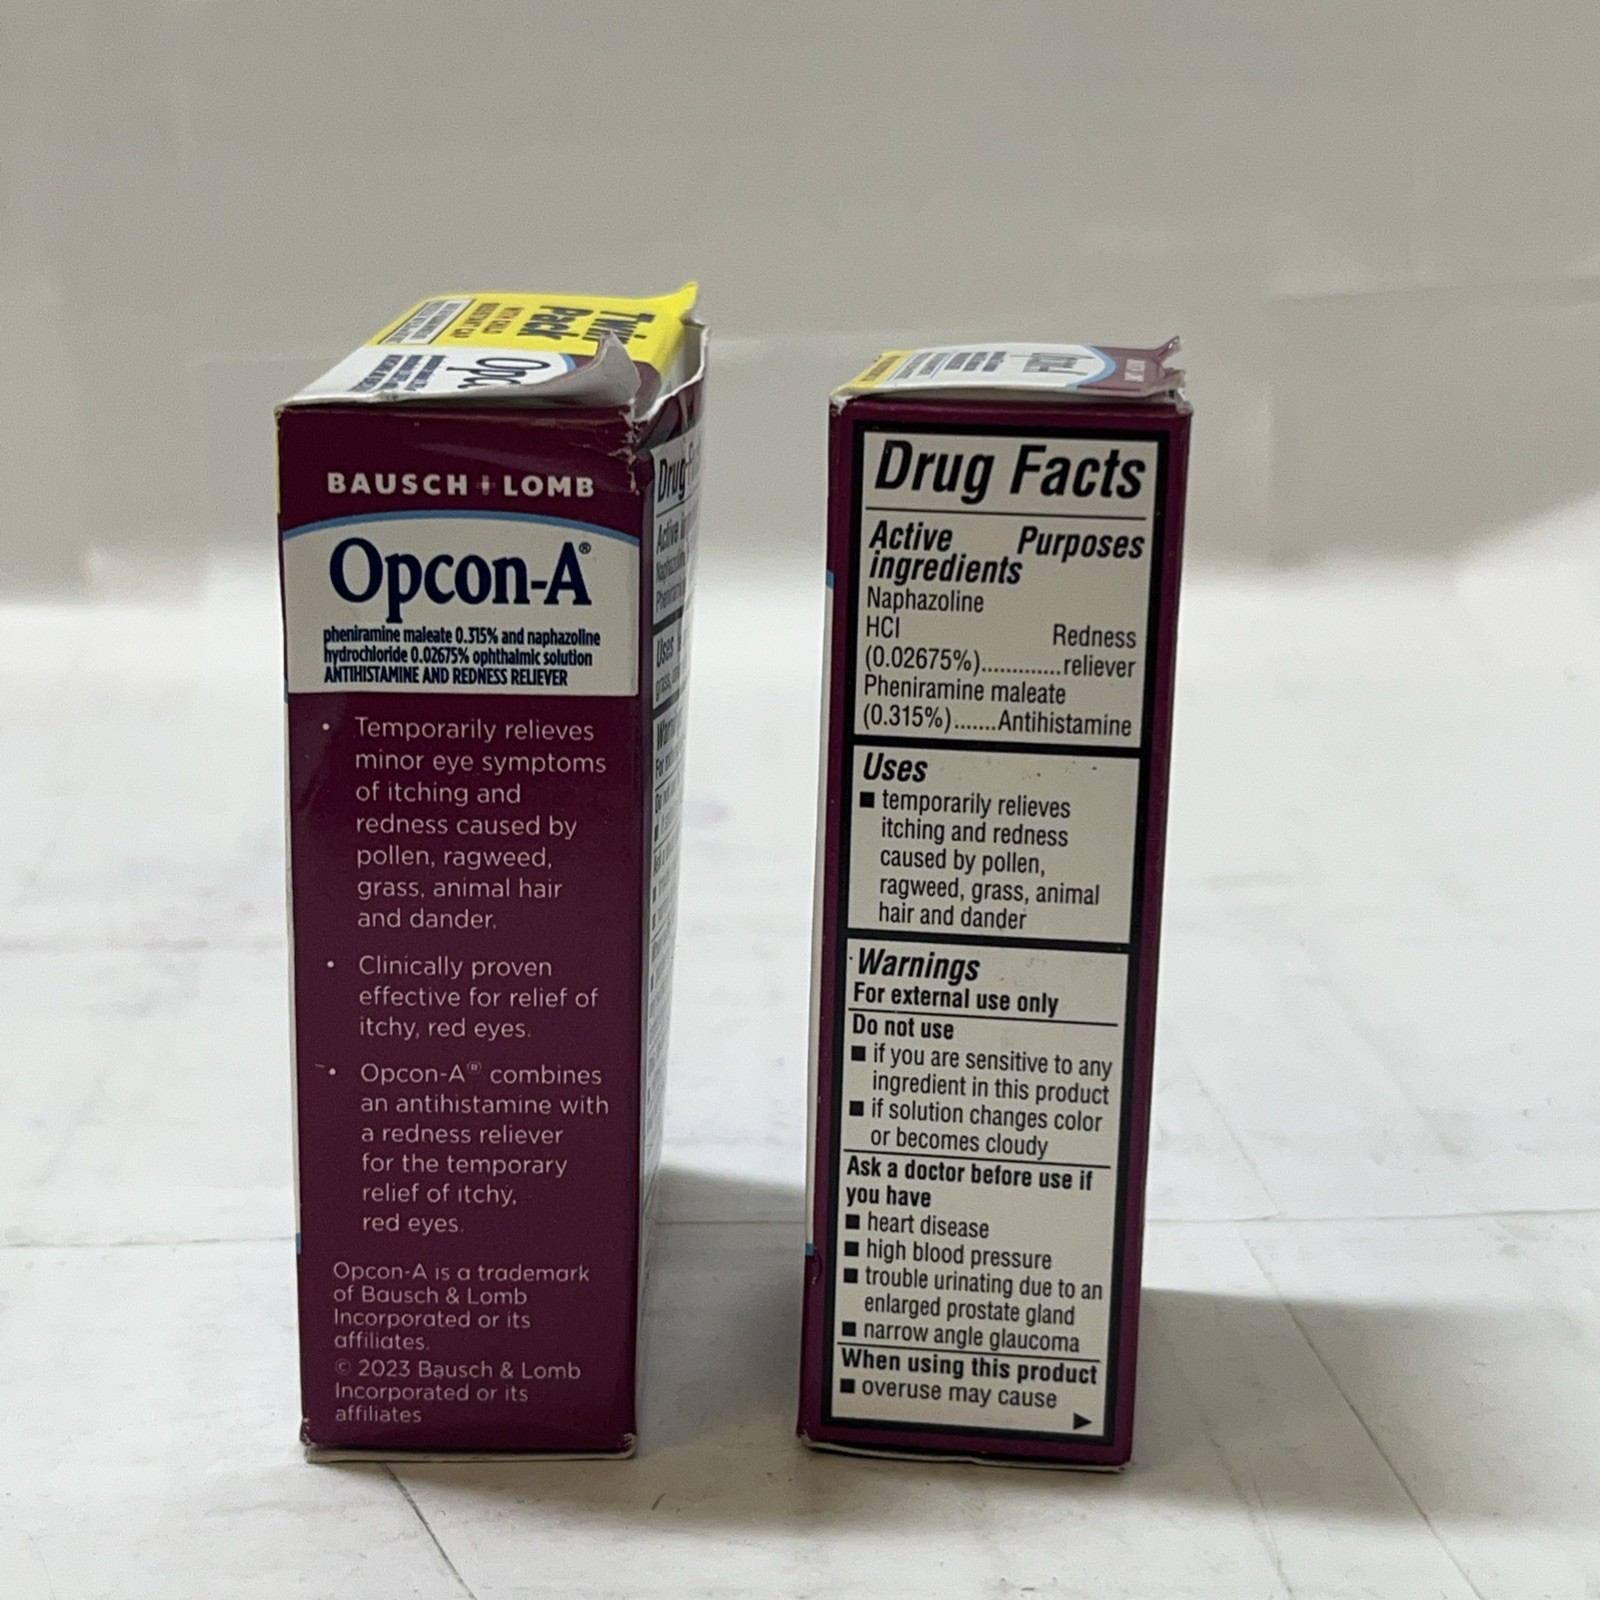 Twin
Pack
Opc
BAUSCH + LOMB
Opcon-A®
pheniramine maleate 0.315% and naphazoline
hydrochloride 0.02675% ophthalmic solution
ANTIHISTAMINE AND REDNESS RELIEVER
• Temporarily relieves
minor eye symptoms
of itching and
redness caused by
pollen, ragweed,
grass, animal hair
and dander.
• Clinically proven
effective for relief of
itchy, red eyes.
• Opcon-A® combines
an antihistamine with
a redness reliever
for the temporary
relief of itchy,
red eyes.
Opcon-A is a trademark
of Bausch & Lomb
Incorporated or its
affiliates.
© 2023 Bausch & Lomb
Incorporated or its
affiliates
Drug
Active
Uses
Drug Facts
Active Purposes
ingredients
Naphazoline
HCl Redness
(0.02675%)............reliever
Pheniramine maleate
(0.315%).......Antihistamine
Uses
■ temporarily relieves
itching and redness
caused by pollen,
ragweed, grass, animal
hair and dander
Warnings
For external use only
Do not use
■ if you are sensitive to any
ingredient in this product
■ if solution changes color
or becomes cloudy
Ask a doctor before use if
you have
■ heart disease
■ high blood pressure
■ trouble urinating due to an
enlarged prostate gland
■ narrow angle glaucoma
When using this product
■ overuse may cause